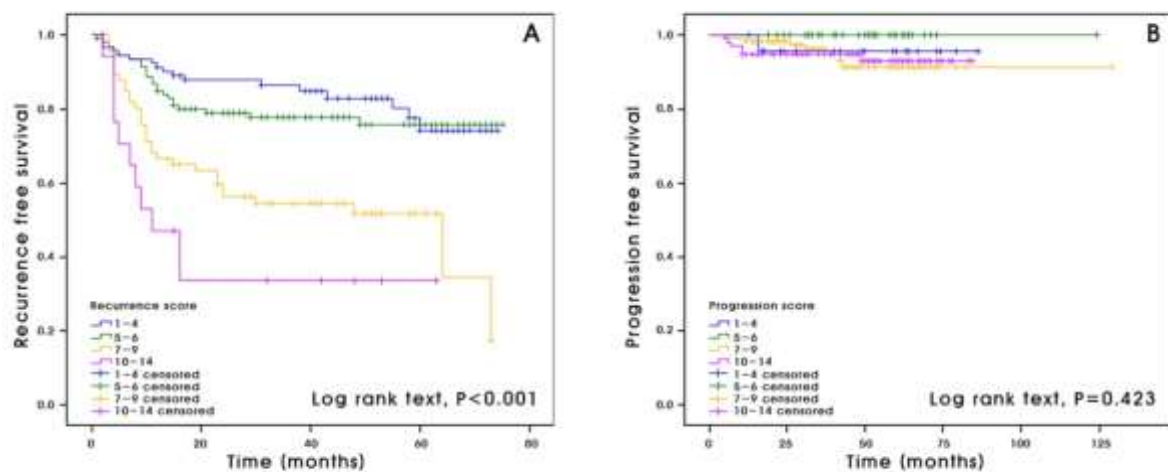 A
1.0
0.8
0.6
0.4
0.2
0.0
Recurrence free survival
Recurrence score
1-4
5-6
7-9
10-14
1-4 censored
5-6 censored
7-9 censored
10-14 censored
Log rank text, P<0.001
0 20 40 60 80
Time (months)
B
1.0
0.8
0.6
0.4
0.2
0.0
Progression free survival
Progression score
1-4
5-6
7-9
10-14
1-4 censored
5-6 censored
7-9 censored
10-14 censored
Log rank text, P=0.423
0 25 50 75 100 125
Time (months)